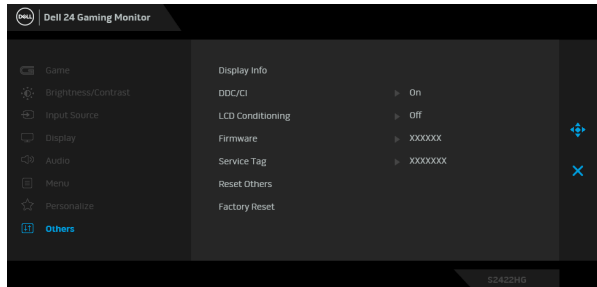 DELL Dell 24 Gaming Monitor
Game
Brightness/Contrast
Input Source
Display
Audio
Menu
Personalize
Others
Display Info
DDC/CI On
LCD Conditioning Off
Firmware XXXXXX
Service Tag XXXXXXX
Reset Others
Factory Reset
S2422HG